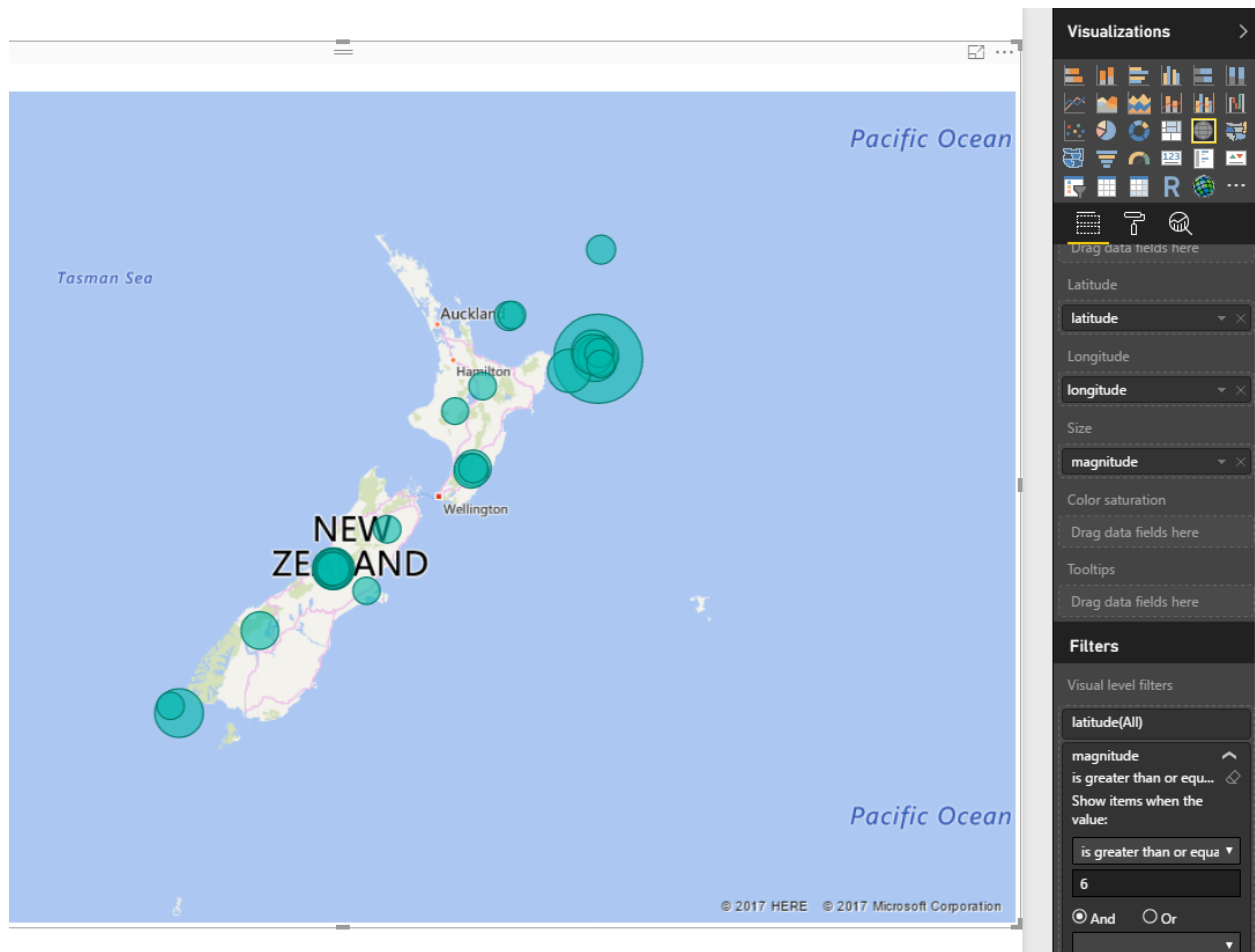 Pacific Ocean
Tasman Sea
Auckland
Hamilton
Wellington
NEW
ZEALAND
Pacific Ocean
© 2017 HERE © 2017 Microsoft Corporation
Visualizations
123
R
Drag data fields here
Latitude
latitude
Longitude
longitude
Size
magnitude
Color saturation
Drag data fields here
Tooltips
Drag data fields here
Filters
Visual level filters
latitude(All)
magnitude
is greater than or equ...
Show items when the
value:
is greater than or equa
6
And Or